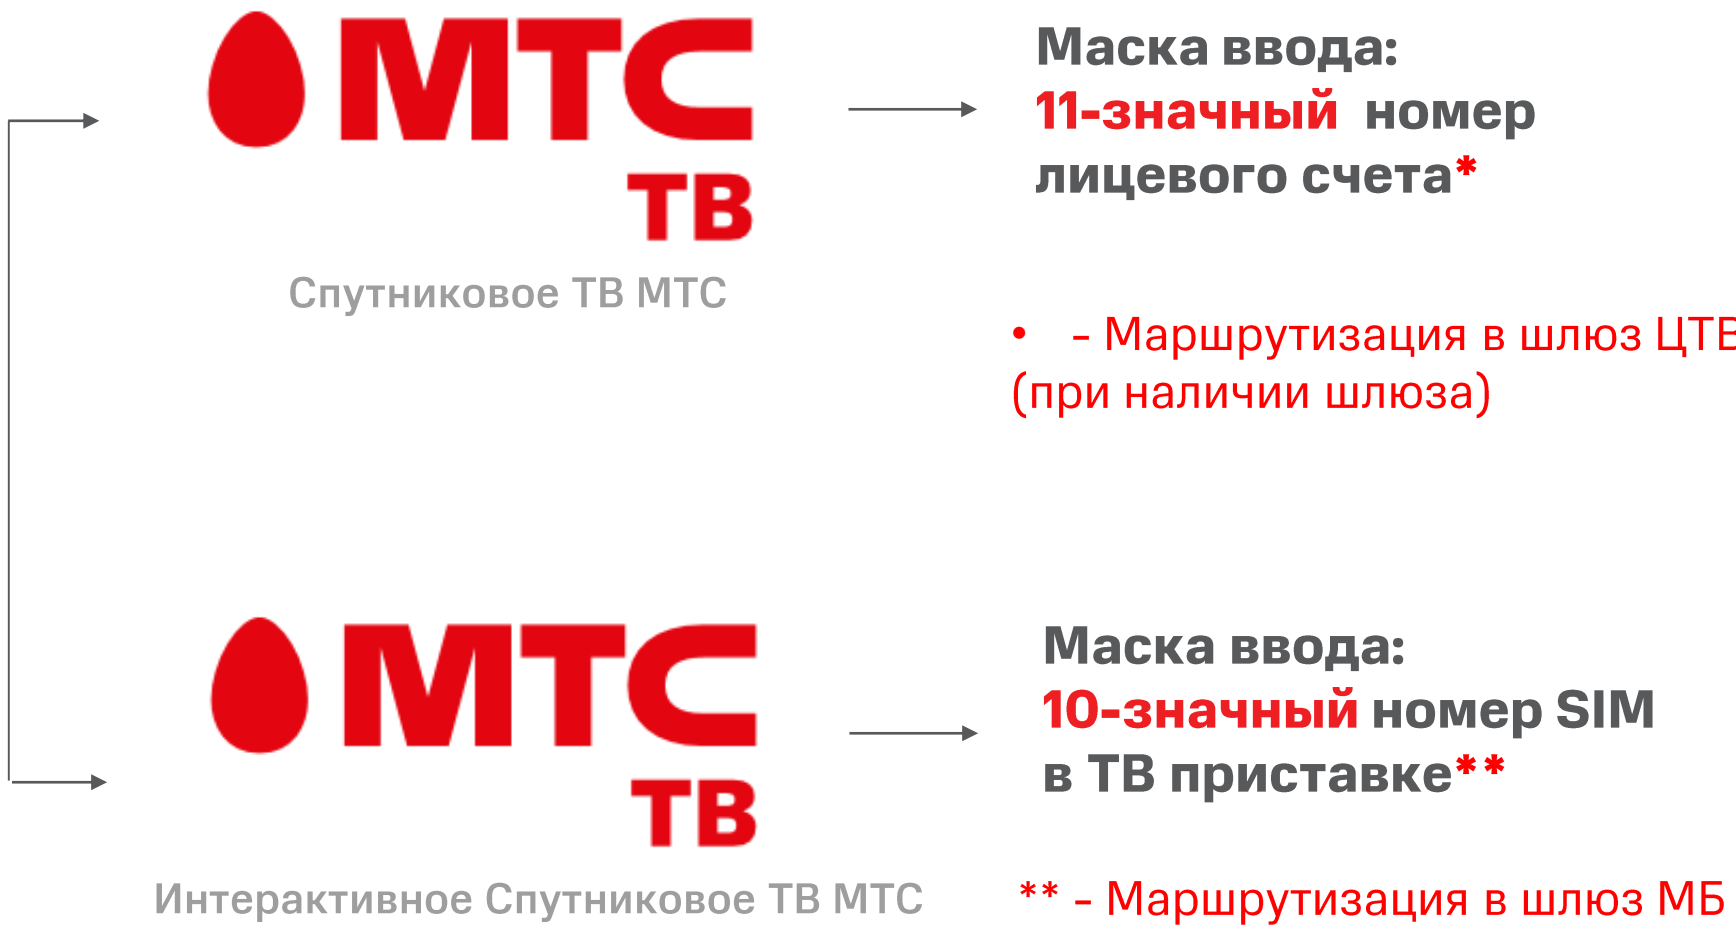 МТС
ТВ
Спутниковое ТВ МТС
Маска ввода:
11-значный номер
лицевого счета*
• - Маршрутизация в шлюз ЦТВ
(при наличии шлюза)
МТС
ТВ
Интерактивное Спутниковое ТВ МТС
Маска ввода:
10-значный номер SIM
в ТВ приставке**
** - Маршрутизация в шлюз МБ